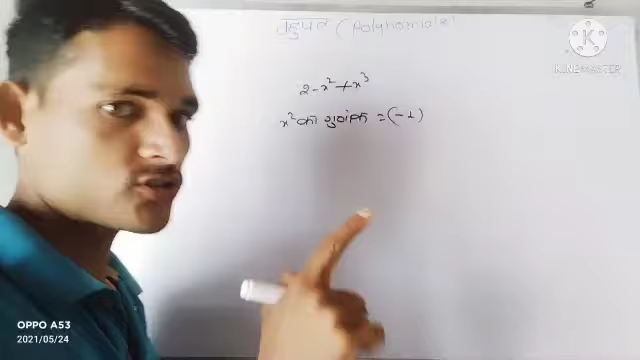 बहुपद (Polynomials)
KINEMASTER
2-x²+x³
x² का गुणांक = (-1)
OPPO A53
2021/05/24